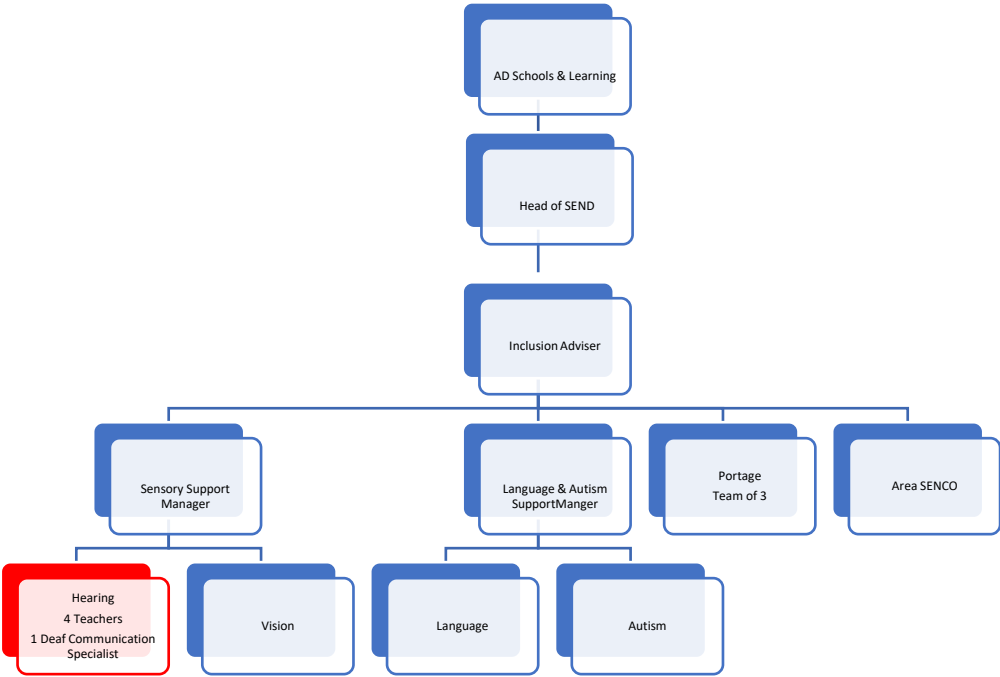 AD Schools & Learning
Head of SEND
Inclusion Adviser
Sensory Support
Manager
Language & Autism
SupportManger
Portage
Team of 3
Area SENCO
Hearing
4 Teachers
1 Deaf Communication
Specialist
Vision
Language
Autism